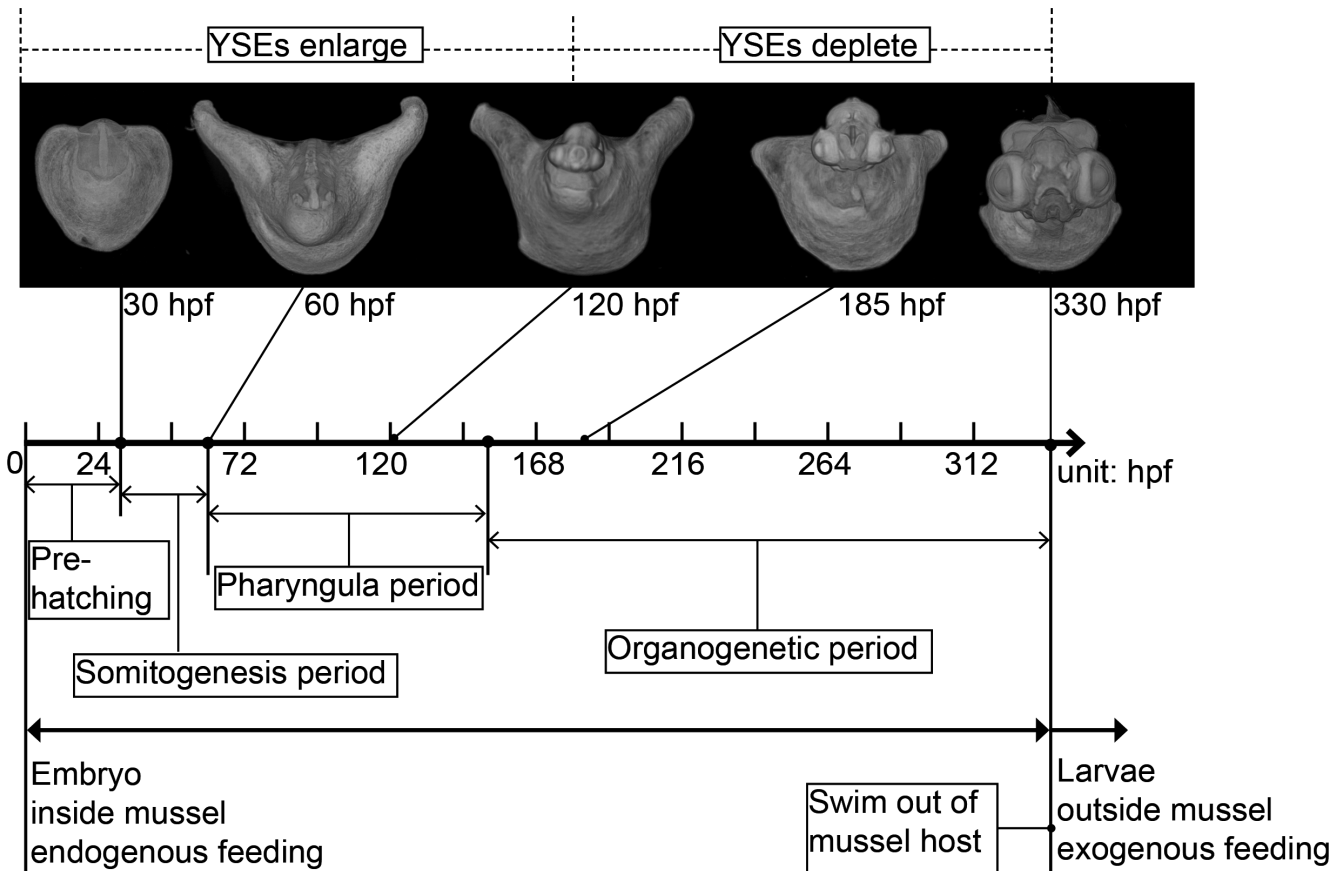 YSEs enlarge
YSEs deplete
30 hpf
60 hpf
120 hpf
185 hpf
330 hpf
0
24
72
120
168
216
264
312
unit: hpf
Pre-
hatching
Pharyngula period
Somitogenesis period
Organogenetic period
Embryo
inside mussel
endogenous feeding
Swim out of
mussel host
Larvae
outside mussel
exogenous feeding